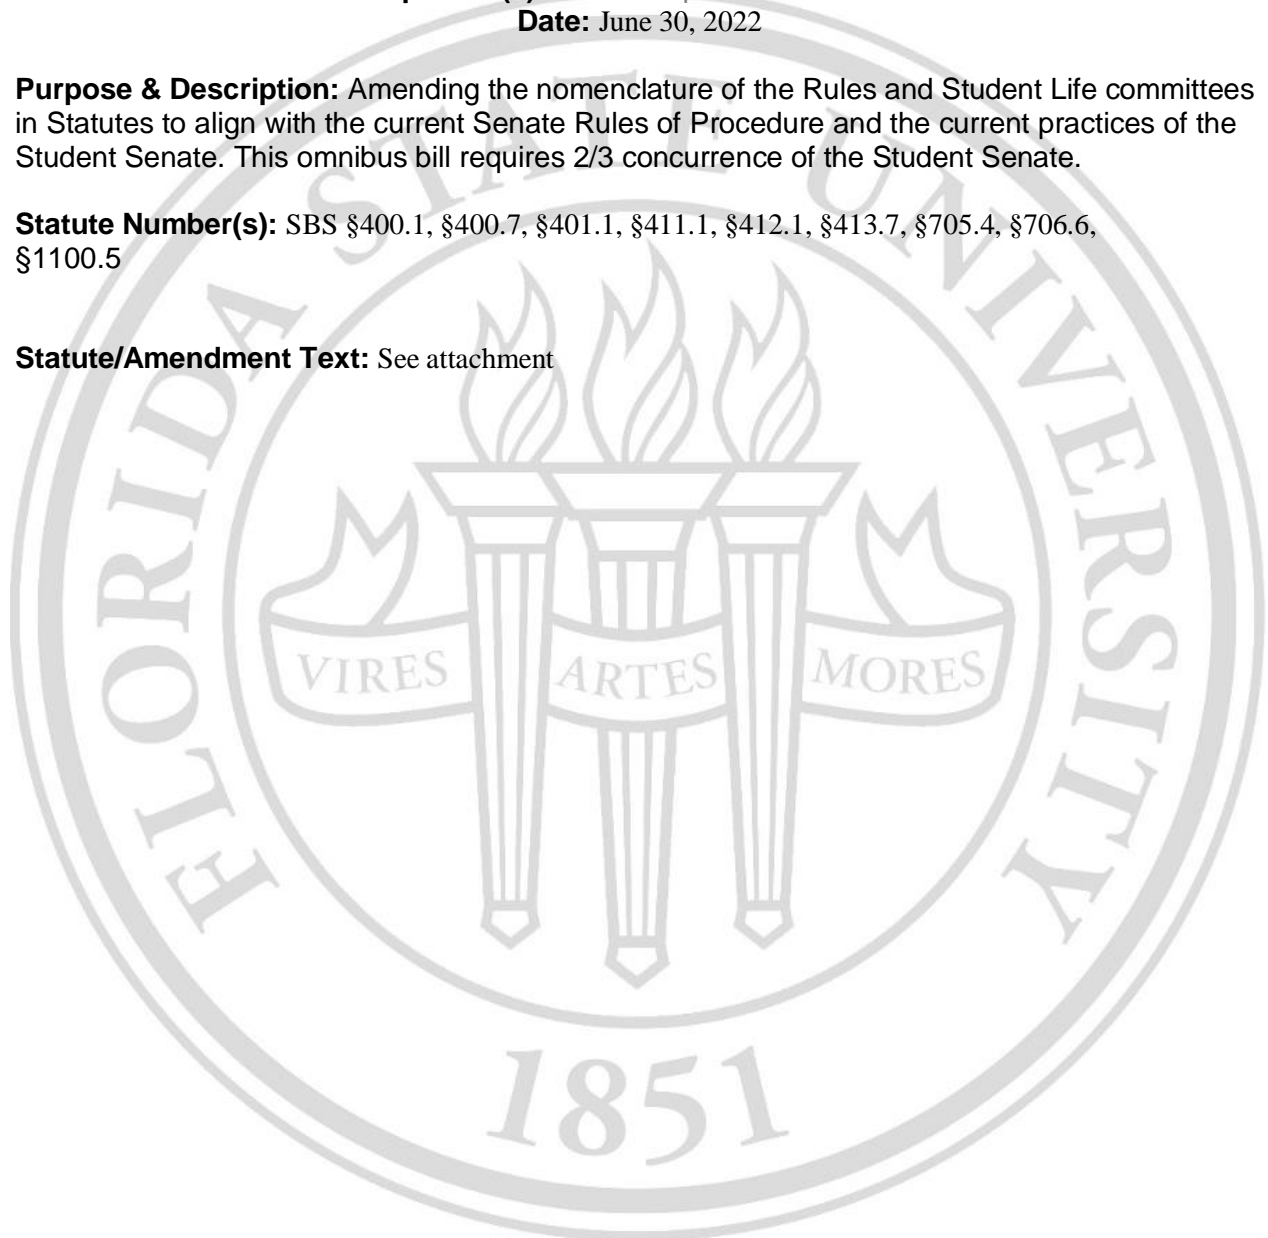 Date: June 30, 2022
Purpose & Description: Amending the nomenclature of the Rules and Student Life committees
in Statutes to align with the current Senate Rules of Procedure and the current practices of the
Student Senate. This omnibus bill requires 2/3 concurrence of the Student Senate.
Statute Number(s): SBS §400.1, §400.7, §401.1, §411.1, §412.1, §413.7, §705.4, §706.6,
§1100.5
Statute/Amendment Text: See attachment
FLORIDA STATE UNIVERSITY
VIRES ARTES MORES
1851